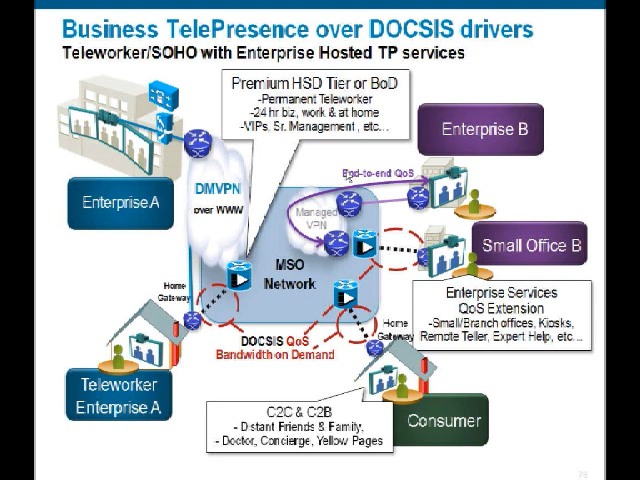 Business TelePresence over DOCSIS drivers
Teleworker/SOHO with Enterprise Hosted TP services
Premium HSD Tier or BoD
-Permanent Teleworker
-24 hr biz, work & at home
-VIPs, Sr. Management , etc...
Enterprise B
Enterprise A
DMVPN
over WWW
End-to-end QoS
Managed
VPN
Small Office B
MSO
Network
Home
Gateway
Enterprise Services
QoS Extension
-Small/Branch offices, Kiosks,
Remote Teller, Expert Help, etc...
DOCSIS QoS
Bandwidth on Demand
Home
Gateway
Teleworker
Enterprise A
C2C & C2B
- Distant Friends & Family,
- Doctor, Concierge, Yellow Pages
Consumer